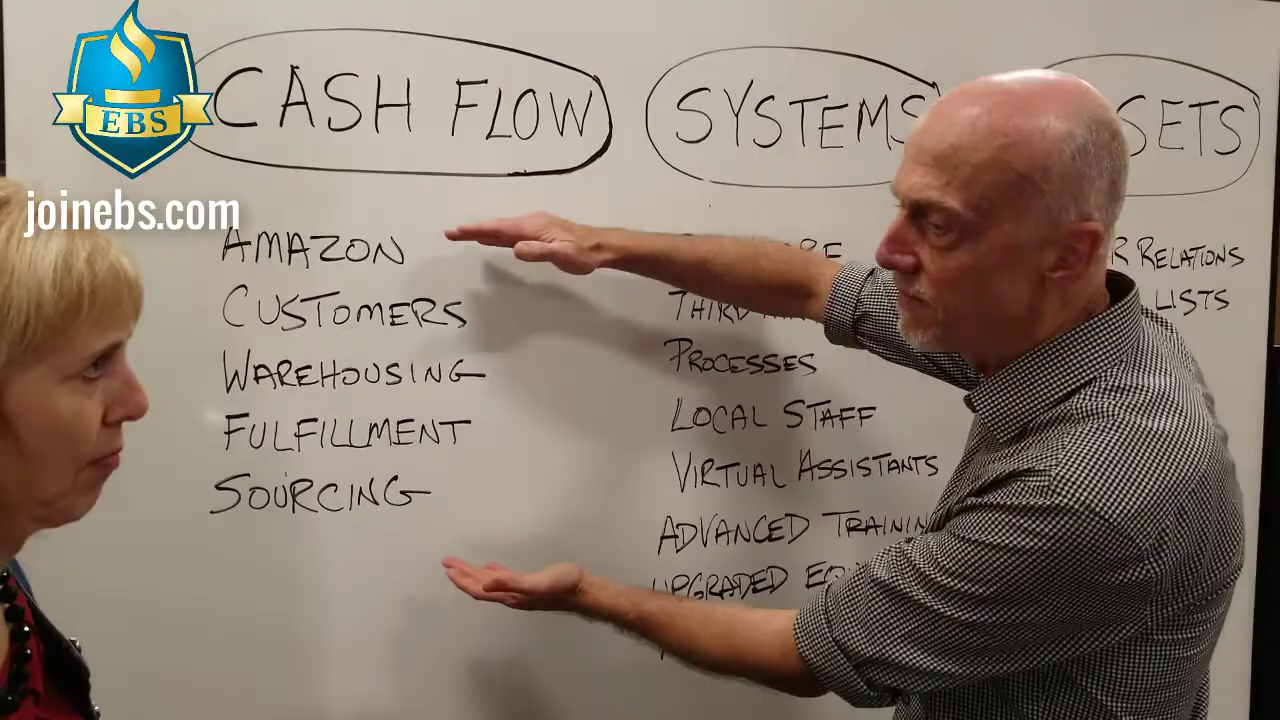 EBS
joinebs.com
CASH FLOW
AMAZON
CUSTOMERS
WAREHOUSING
FULFILLMENT
SOURCING
SYSTEMS
PROCESSES
LOCAL STAFF
VIRTUAL ASSISTANTS
ADVANCED
UPGRADED
RELATIONS
LISTS